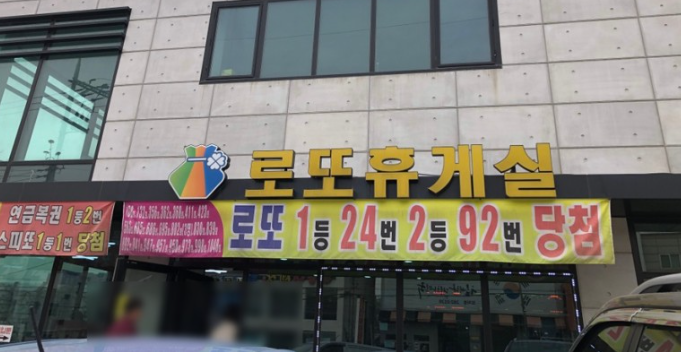 로또휴게실
연금복권 1등 2번
스피또 1등 1번 당첨
로또 1등 24번 2등 92번 당첨